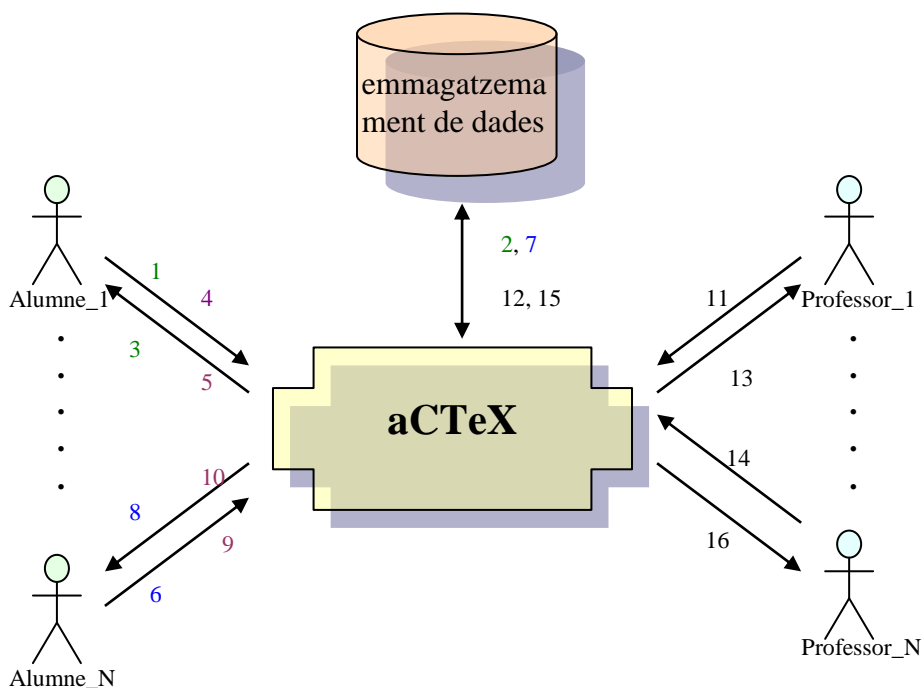 emmagatzema
ment de dades
2, 7
12, 15
1
4
Alumne_1
3
5
11
Professor_1
13
aCTeX
10
8
9
6
Alumne_N
14
16
Professor_N